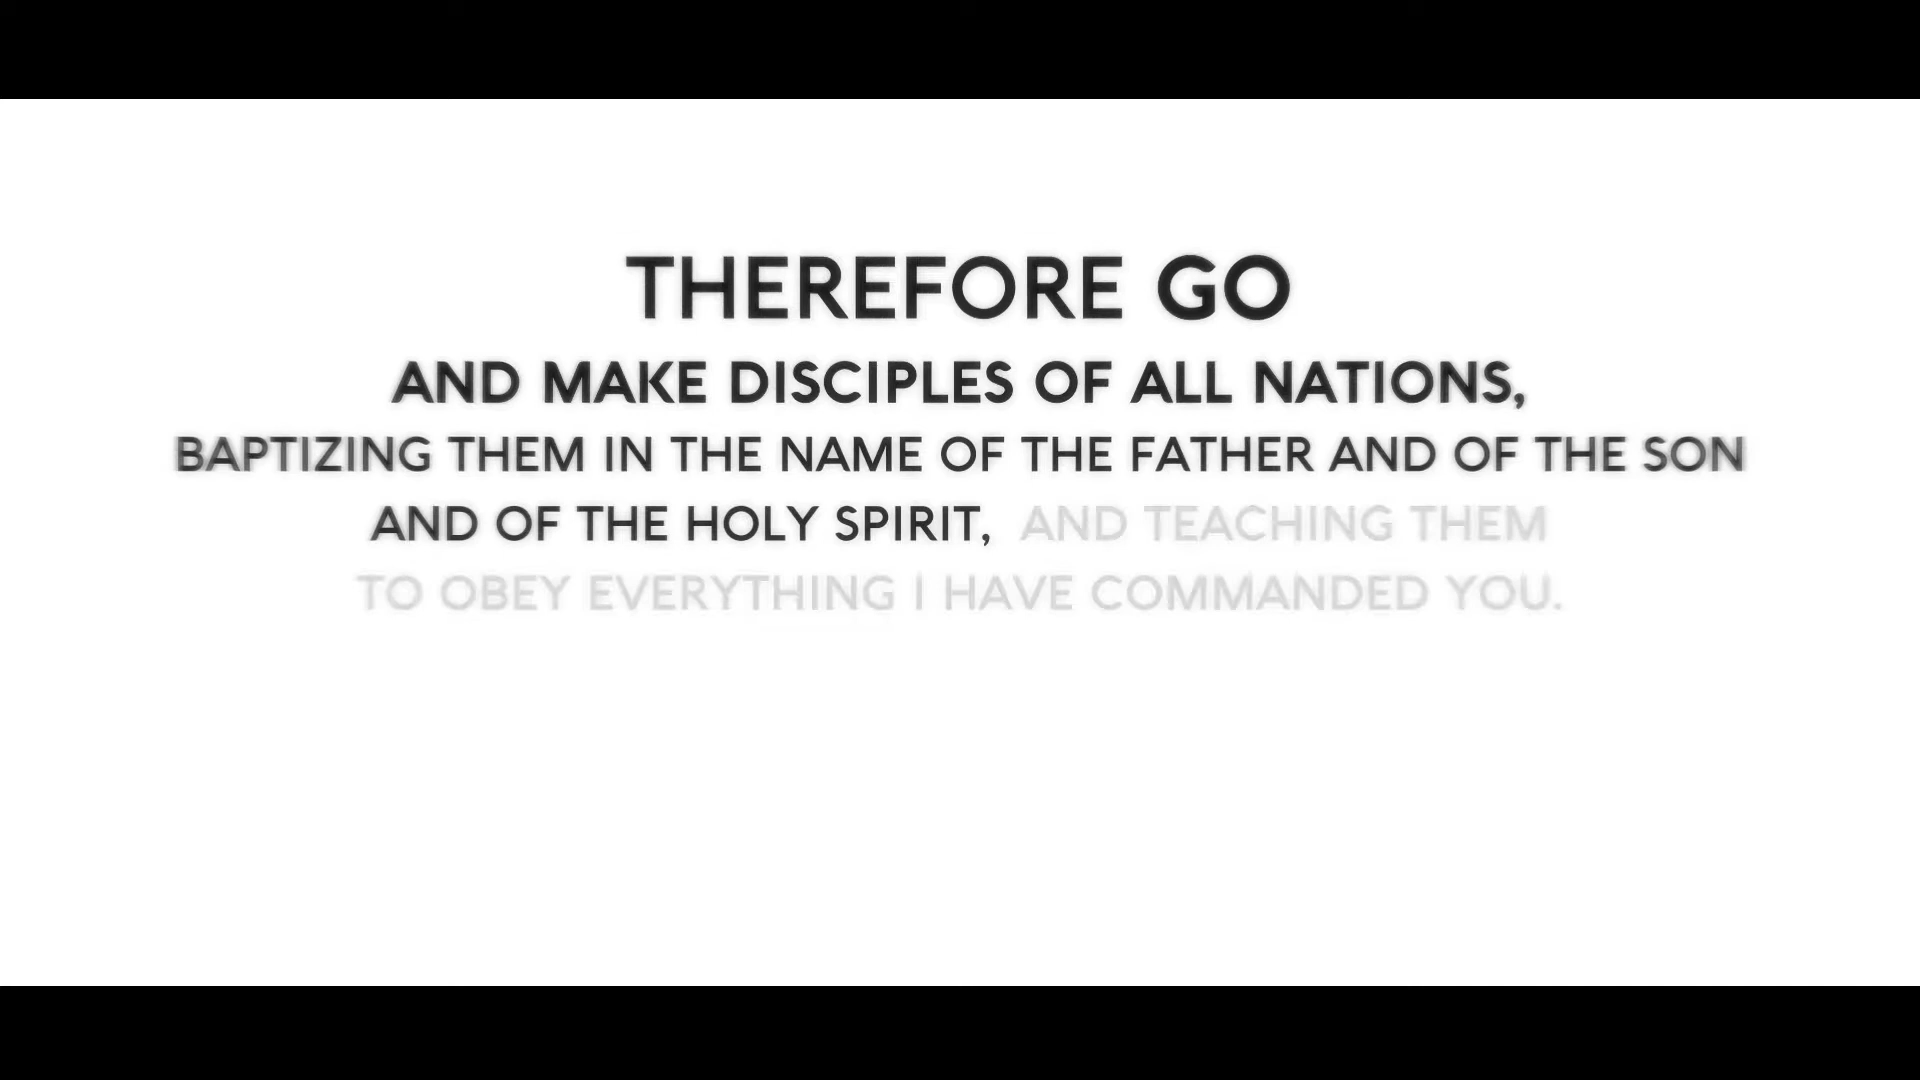 THEREFORE GO
AND MAKE DISCIPLES OF ALL NATIONS,
BAPTIZING THEM IN THE NAME OF THE FATHER AND OF THE SON
AND OF THE HOLY SPIRIT, AND TEACHING THEM
TO OBEY EVERYTHING I HAVE COMMANDED YOU.